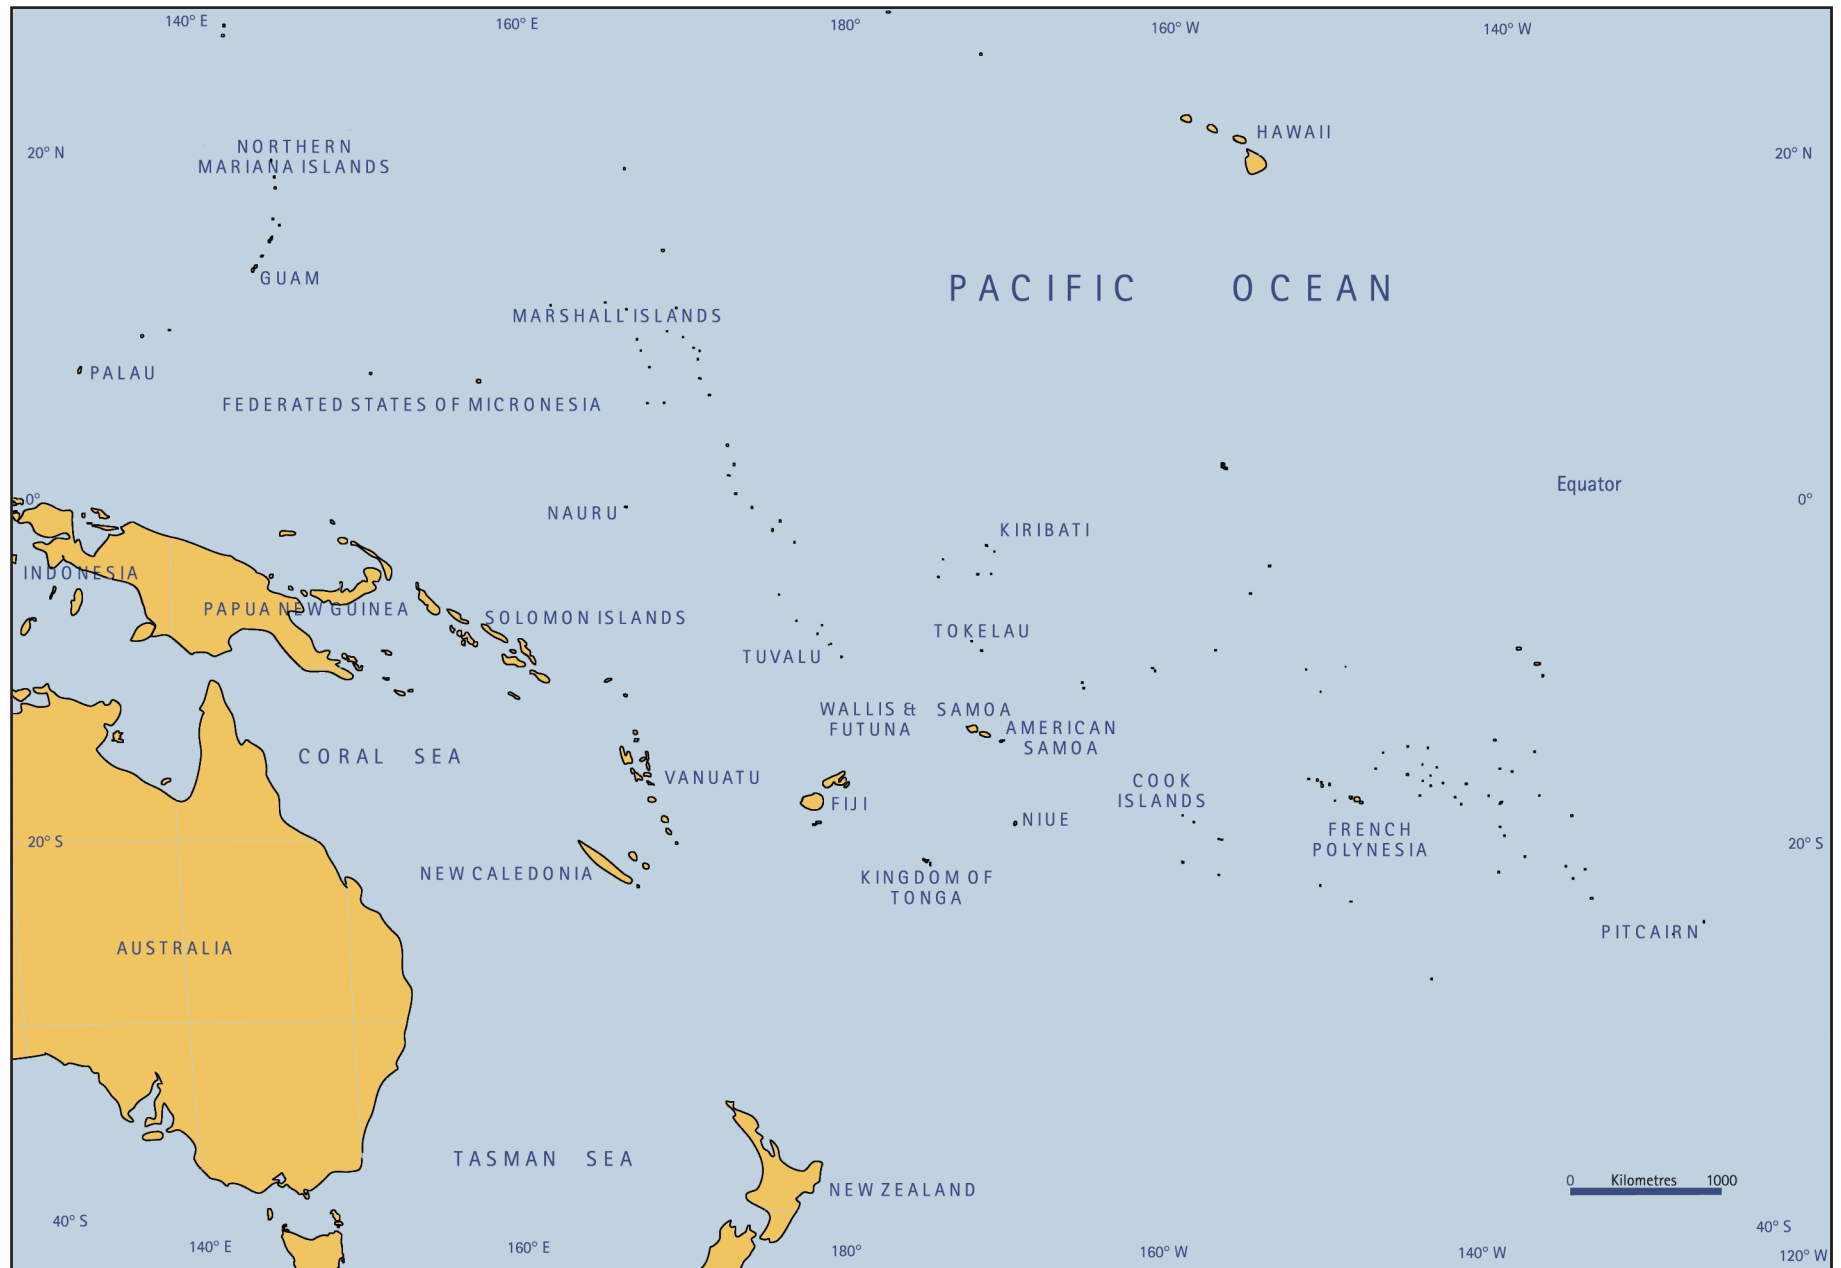 140° E 160° E 180° 160° W 140° W
HAWAII
NORTHERN
MARIANA ISLANDS
20° N 20° N
GUAM
PACIFIC OCEAN
MARSHALL ISLANDS
PALAU
FEDERATED STATES OF MICRONESIA
Equator
0° 0°
NAURU
KIRIBATI
INDONESIA
PAPUA NEW GUINEA
SOLOMON ISLANDS
TOKELAU
TUVALU
WALLIS &
FUTUNA
SAMOA
AMERICAN
SAMOA
CORAL SEA
VANUATU
COOK
ISLANDS
FIJI
NIUE
FRENCH
POLYNESIA
20° S 20° S
NEW CALEDONIA
KINGDOM OF
TONGA
PITCAIRN
AUSTRALIA
TASMAN SEA
NEW ZEALAND
0 Kilometres 1000
40° S 40° S
140° E 160° E 180° 160° W 140° W 120° W